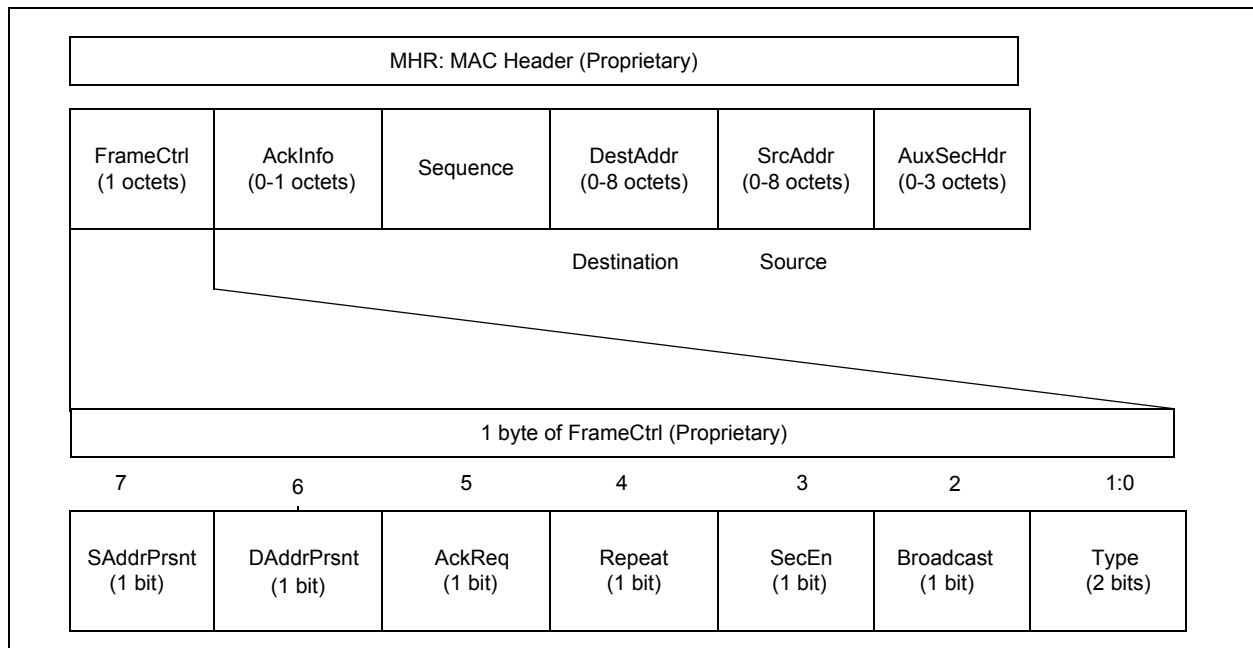 MHR: MAC Header (Proprietary)
FrameCtrl
(1 octets)
AckInfo
(0-1 octets)
Sequence
DestAddr
(0-8 octets)
SrcAddr
(0-8 octets)
AuxSecHdr
(0-3 octets)
Destination
Source
1 byte of FrameCtrl (Proprietary)
7
6
5
4
3
2
1:0
SAddrPrsnt
(1 bit)
DAddrPrsnt
(1 bit)
AckReq
(1 bit)
Repeat
(1 bit)
SecEn
(1 bit)
Broadcast
(1 bit)
Type
(2 bits)